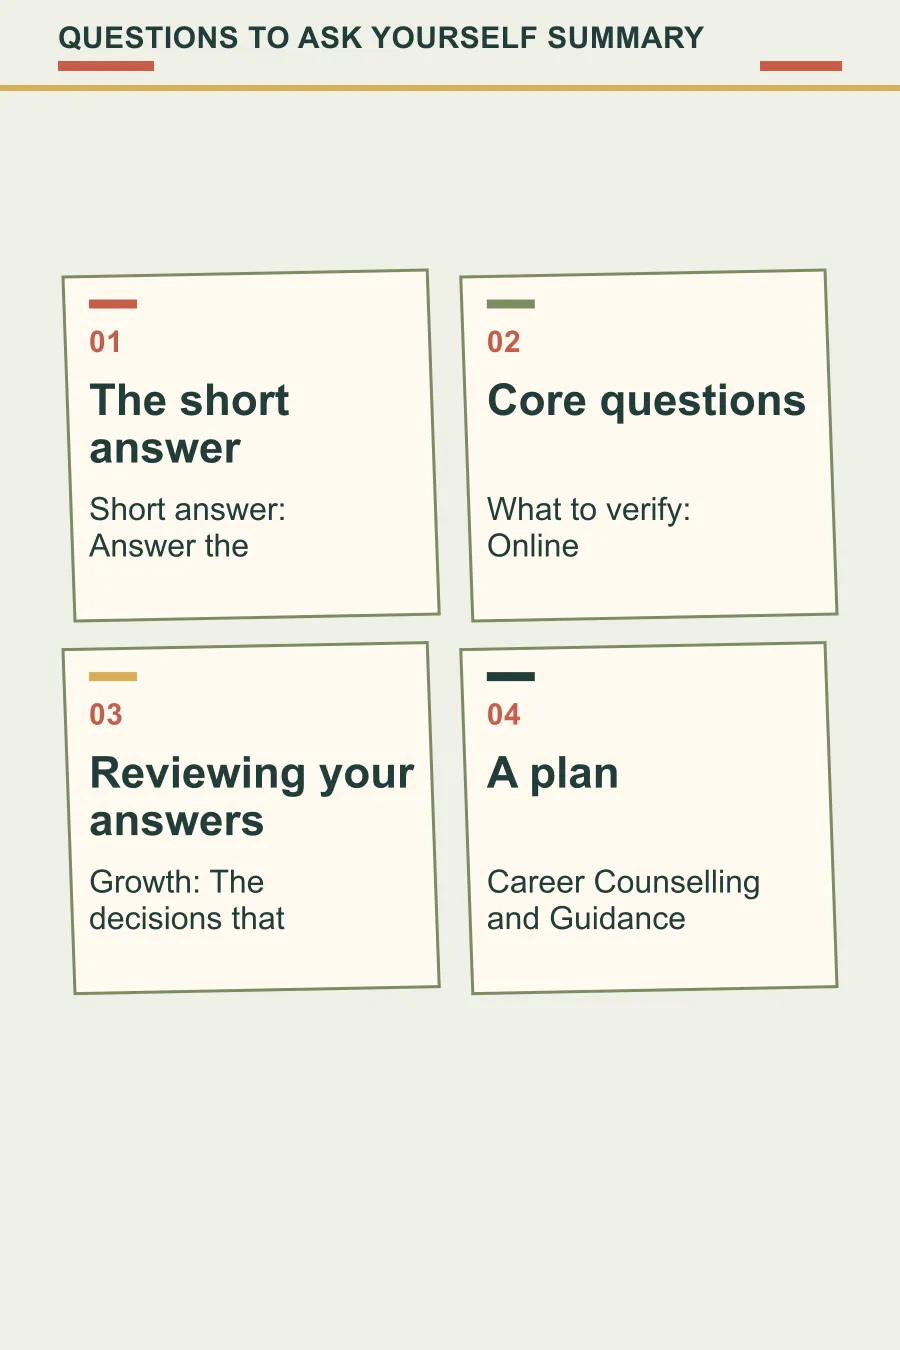 QUESTIONS TO ASK YOURSELF SUMMARY
01
The short
answer
Short answer:
Answer the
02
Core questions
What to verify:
Online
03
Reviewing your
answers
Growth: The
decisions that
04
A plan
Career Counselling
and Guidance